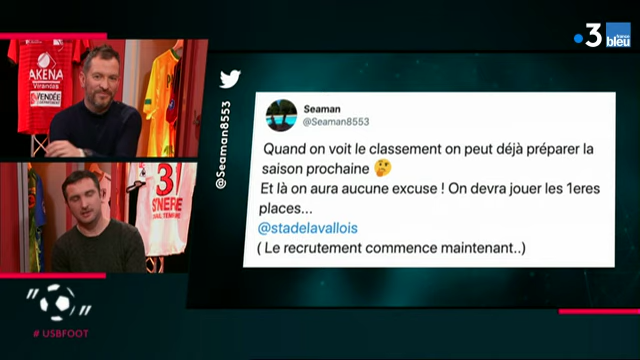 ·3
france
bleu
AKENA
Vérandas
VENDÉE
@Seaman8553
Seaman
@Seaman8553
Quand on voit le classement on peut déjà préparer la
saison prochaine 🤔
Et là on aura aucune excuse ! On devra jouer les 1eres
places...
@stadelavallois
( Le recrutement commence maintenant..)
3
# USBFOOT